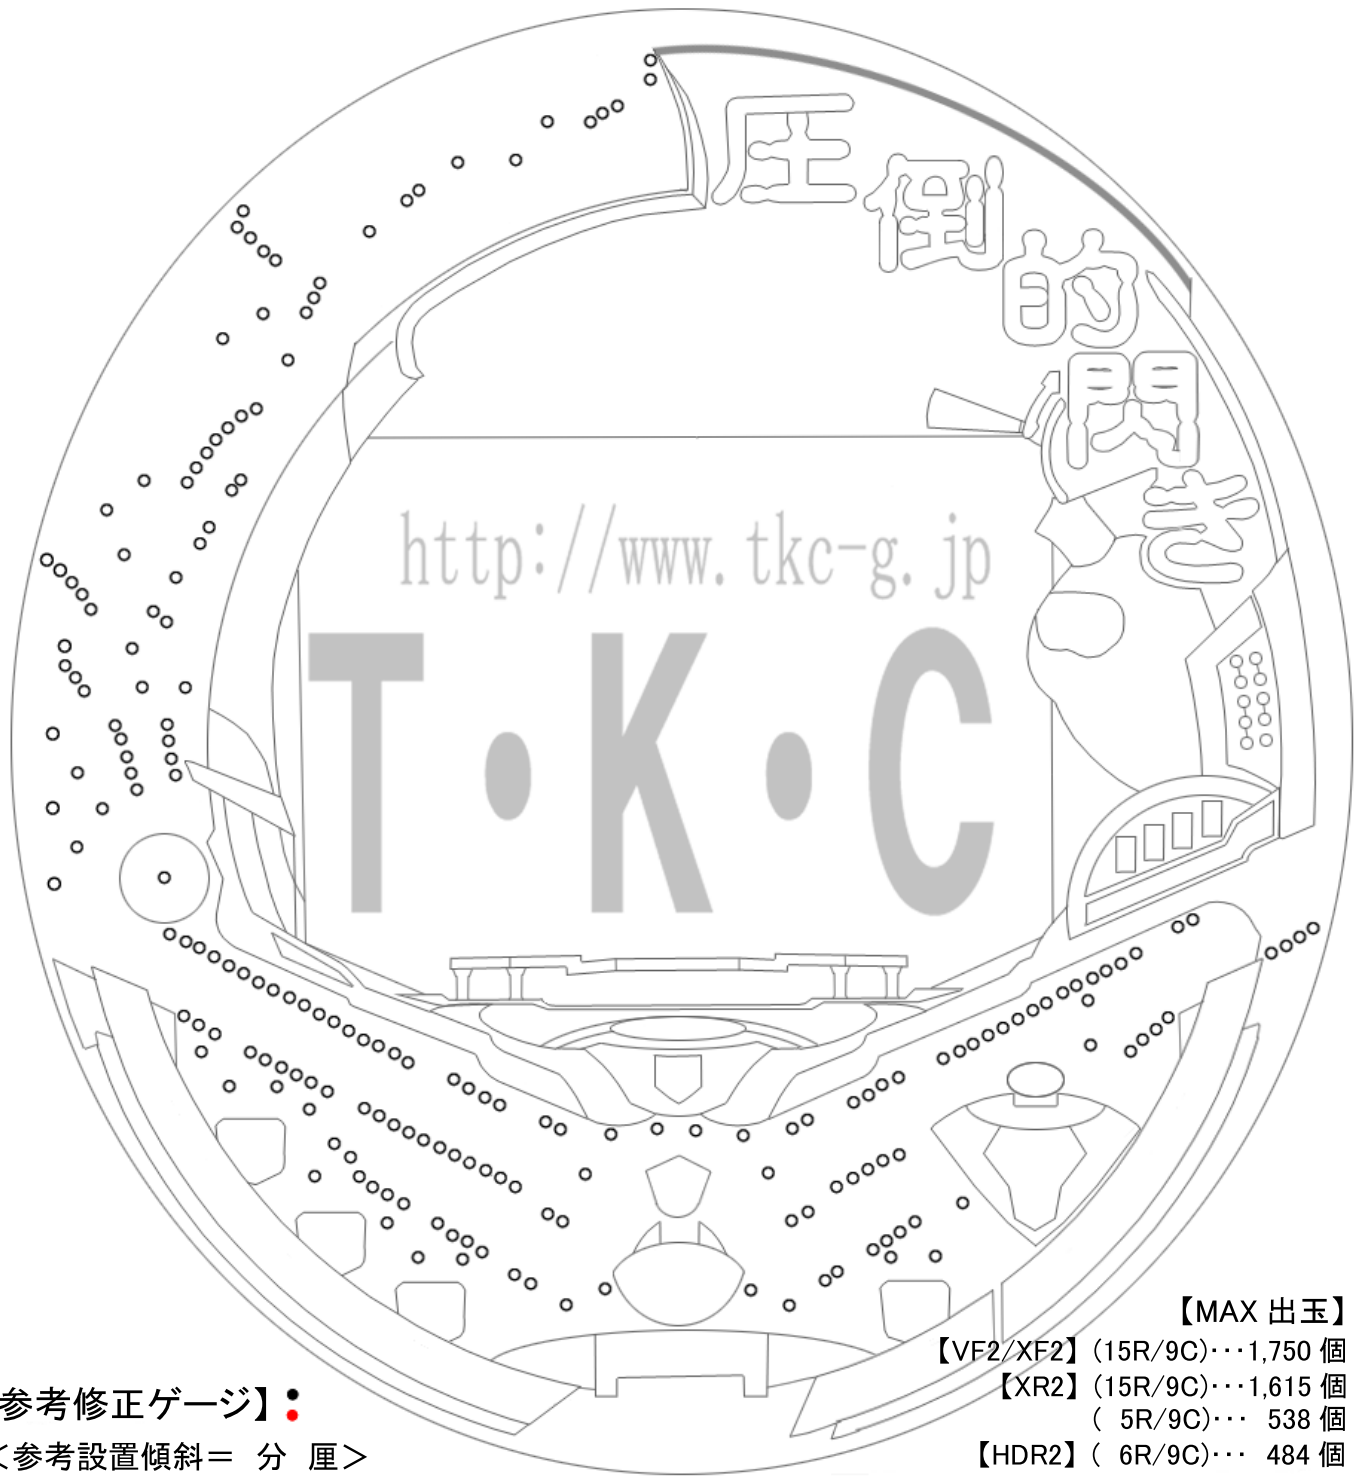 圧倒的閃き
http://www.tkc-g.jp
T・K・C
【MAX 出玉】
【VF2/XF2】(15R/9C)･･･1,750 個
【XR2】(15R/9C)･･･1,615 個
( 5R/9C)･･･ 538 個
【HDR2】( 6R/9C)･･･ 484 個
参考修正ゲージ】:
＜参考設置傾斜＝ 分 厘＞